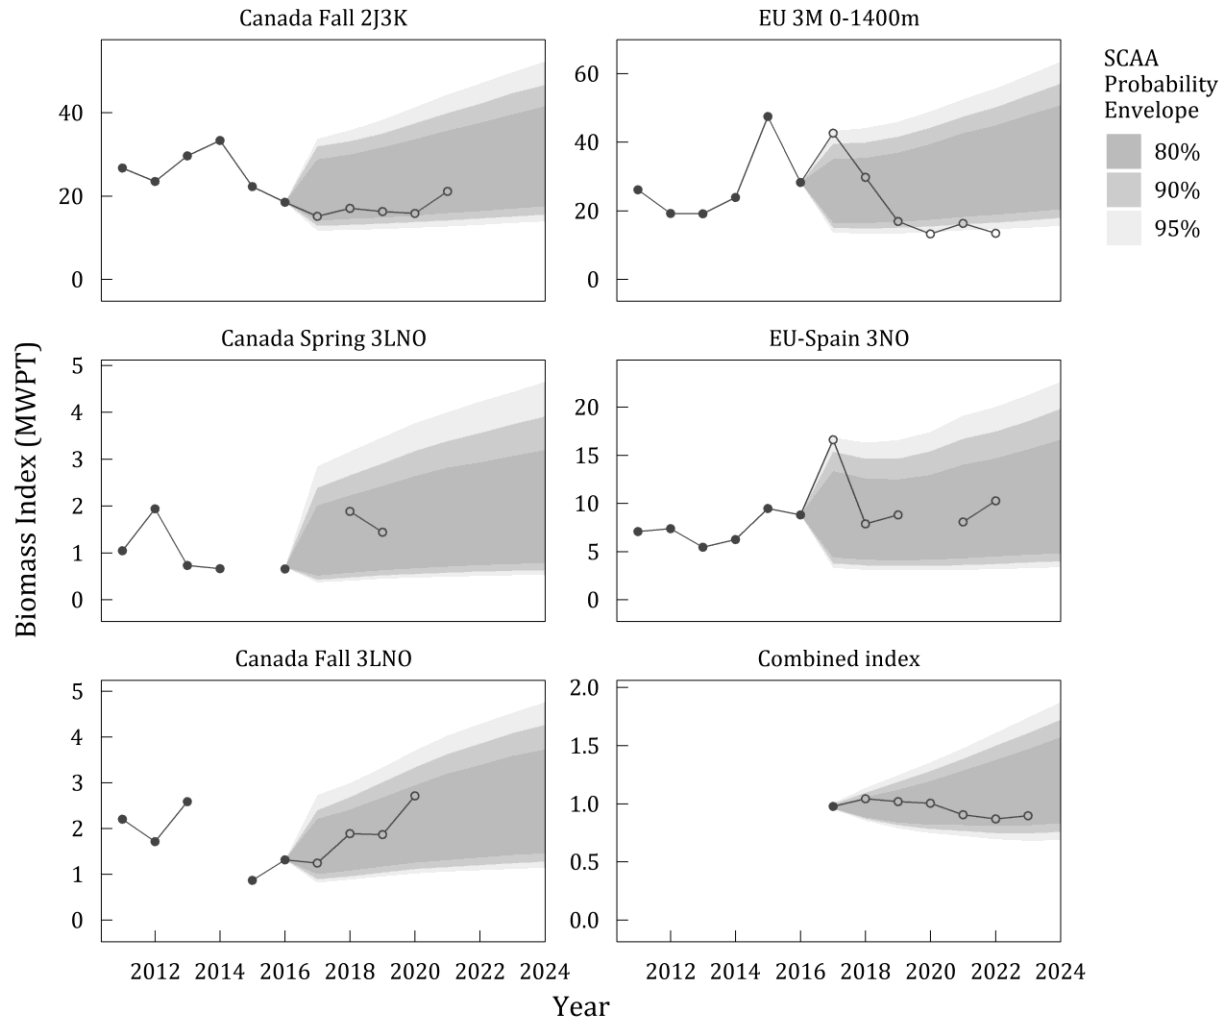 Canada Fall 2J3K
EU 3M 0-1400m
SCAA
Probability
Envelope
80%
90%
95%
40
20
0
60
40
20
0
Canada Spring 3LNO
EU-Spain 3NO
5
4
3
2
1
0
20
15
10
5
0
Canada Fall 3LNO
Combined index
5
4
3
2
1
0
2.0
1.5
1.0
0.5
0.0
2012 2014 2016 2018 2020 2022
2012 2014 2016 2018 2020 2022 2024
Year
Biomass Index (MWPT)